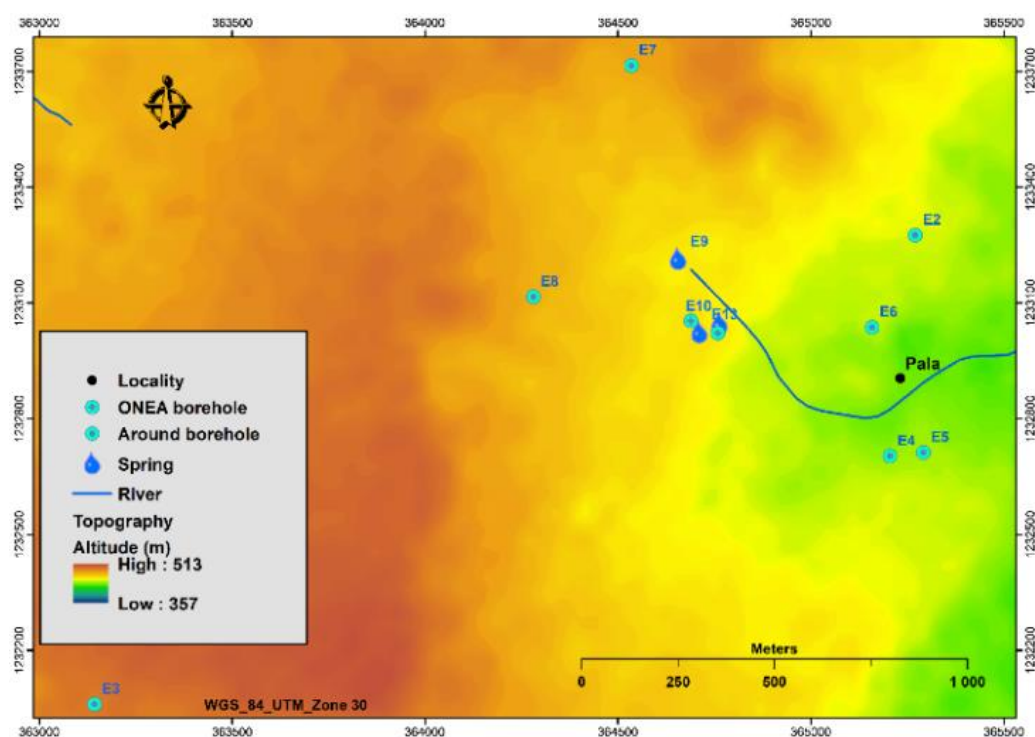 363000 363500 364000 364500 365000 365500
E7
1233700 1233700
1233400 1233400
E2
E9
E8
1233100 1233100
E10 E13
E6
Pala
Locality
ONEA borehole
Around borehole
Spring
River
Topography
Altitude (m)
High : 513
Low : 357
1232800 1232800
E4 E5
1232500 1232500
1232200 1232200
Meters
0 250 500 1 000
E3
WGS_84_UTM_Zone 30
363000 363500 364000 364500 365000 365500